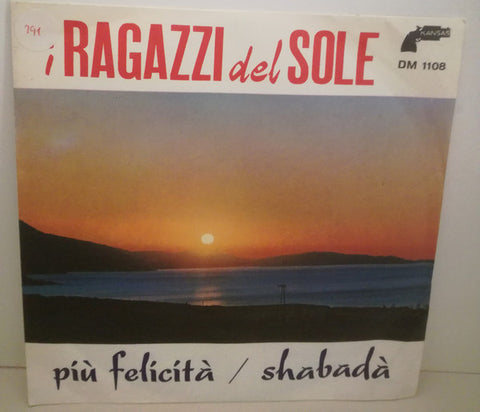 i RAGAZZI del SOLE
KANSAS
DM 1108
più felicità / shabadà